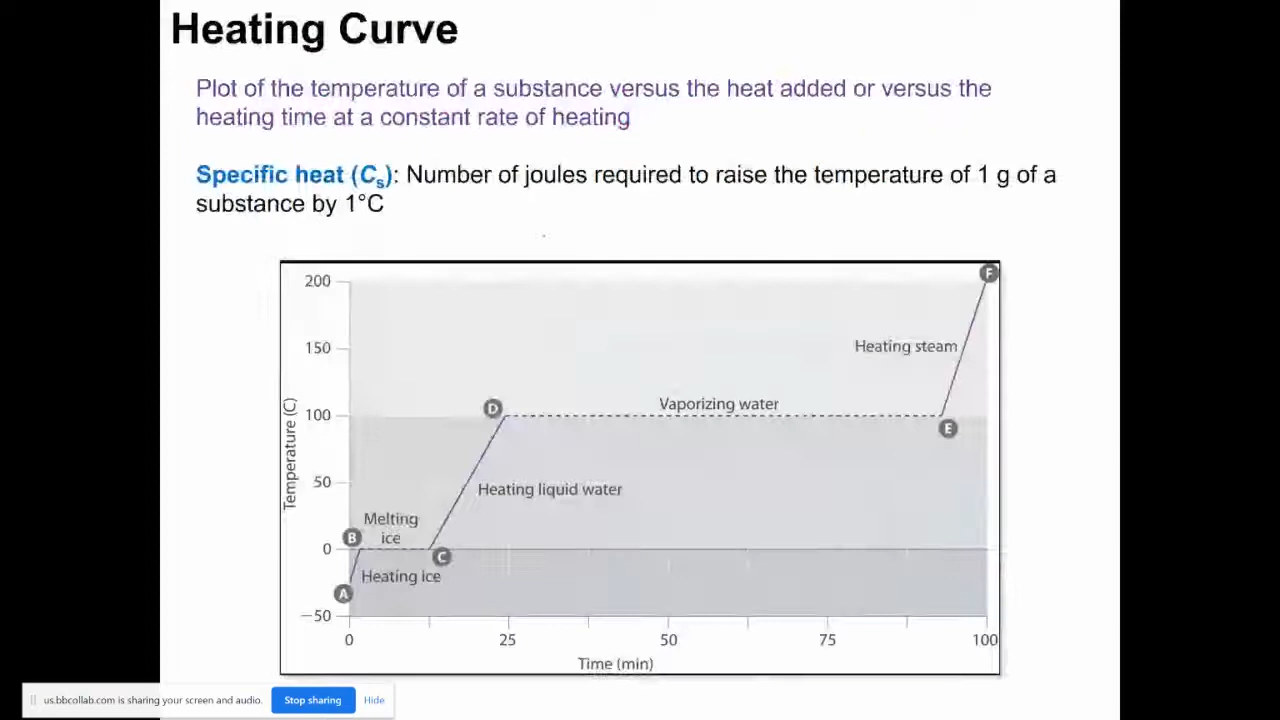 Heating Curve
Plot of the temperature of a substance versus the heat added or versus the
heating time at a constant rate of heating
Specific heat (Cs): Number of joules required to raise the temperature of 1 g of a
substance by 1°C
200
F
150
Heating steam
Temperature (C)
D
Vaporizing water
100
E
50
Heating liquid water
Melting
ice
B
0
C
Heating ice
A
−50
0
25
50
75
100
Time (min)
us.bbcollab.com is sharing your screen and audio.
Stop sharing
Hide